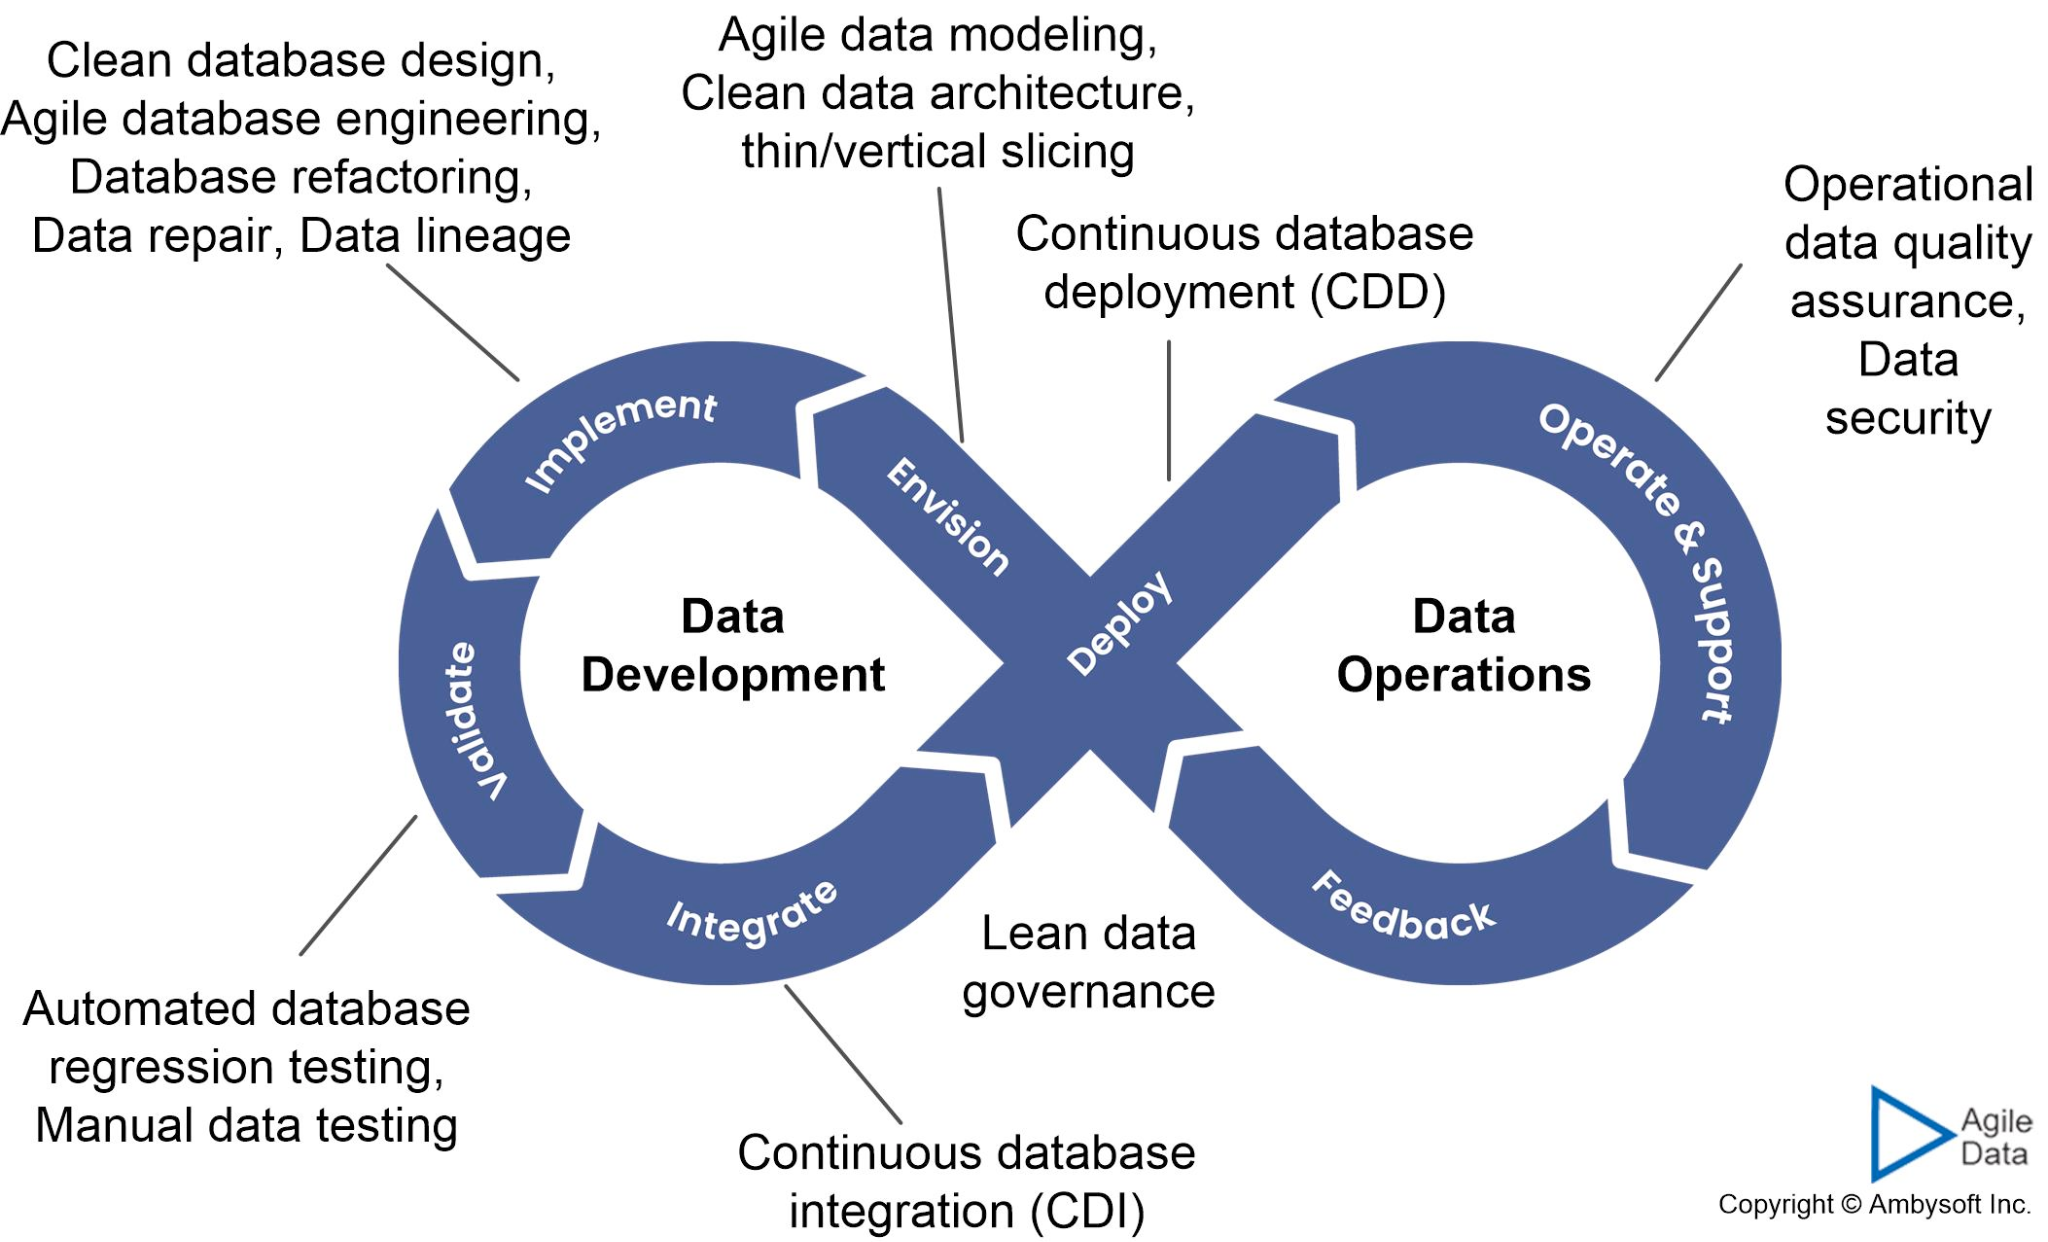 Clean database design,
Agile database engineering,
Database refactoring,
Data repair, Data lineage
Agile data modeling,
Clean data architecture,
thin/vertical slicing
Continuous database
deployment (CDD)
Operational
data quality
assurance,
Data
security
Implement
Envision
Deploy
Operate & Support
Validate
Data
Development
Data
Operations
Integrate
Feedback
Lean data
governance
Automated database
regression testing,
Manual data testing
Continuous database
integration (CDI)
Agile
Data
Copyright © Ambysoft Inc.